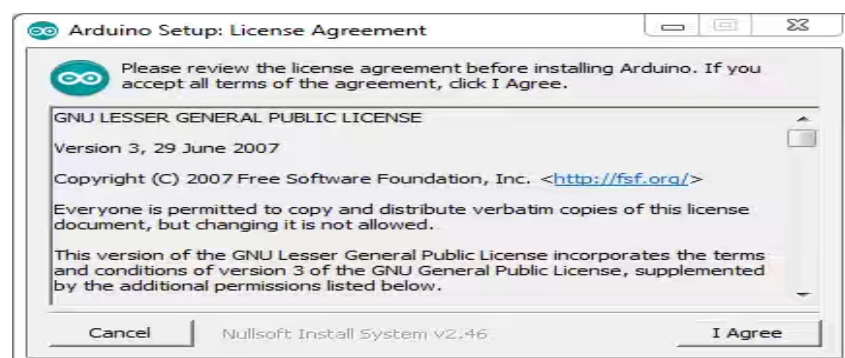 Arduino Setup: License Agreement
Please review the license agreement before installing Arduino. If you
accept all terms of the agreement, click I Agree.
GNU LESSER GENERAL PUBLIC LICENSE
Version 3, 29 June 2007
Copyright (C) 2007 Free Software Foundation, Inc. <http://fsf.org/>
Everyone is permitted to copy and distribute verbatim copies of this license
document, but changing it is not allowed.
This version of the GNU Lesser General Public License incorporates the terms
and conditions of version 3 of the GNU General Public License, supplemented
by the additional permissions listed below.
Cancel Nullsoft Install System v2.46 I Agree